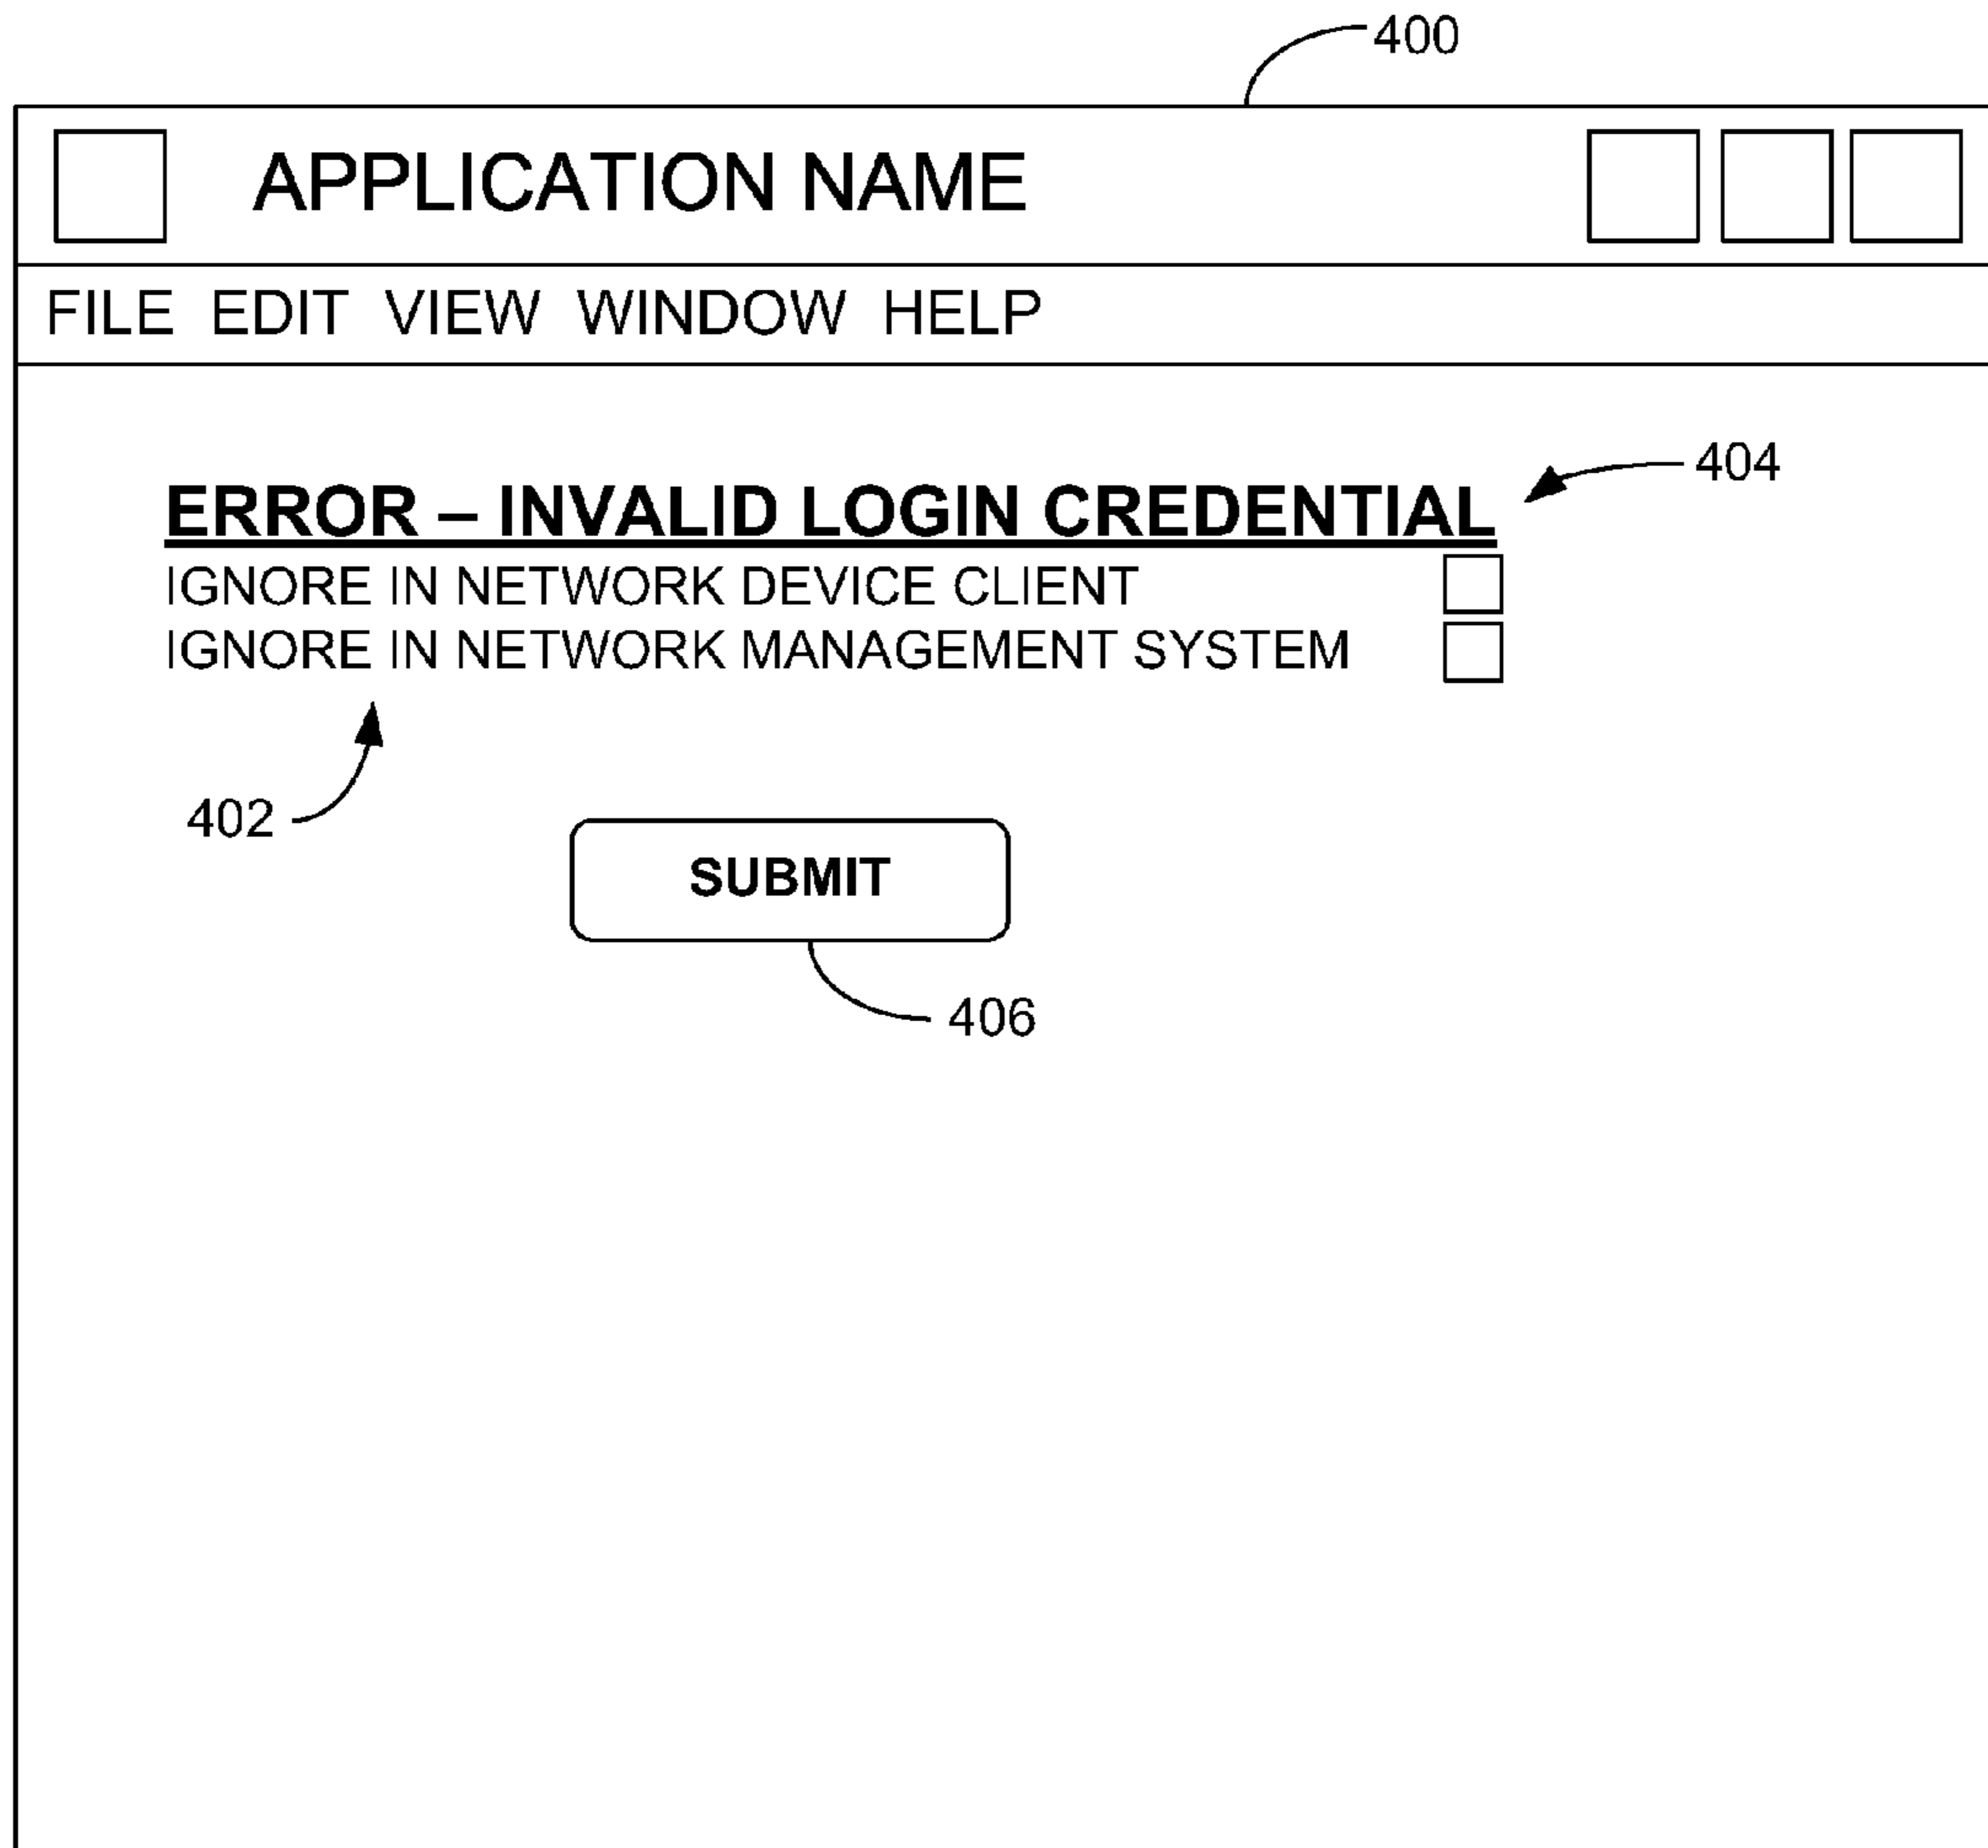 400
APPLICATION NAME
FILE EDIT VIEW WINDOW HELP
404
ERROR – INVALID LOGIN CREDENTIAL
IGNORE IN NETWORK DEVICE CLIENT
IGNORE IN NETWORK MANAGEMENT SYSTEM
402
SUBMIT
406